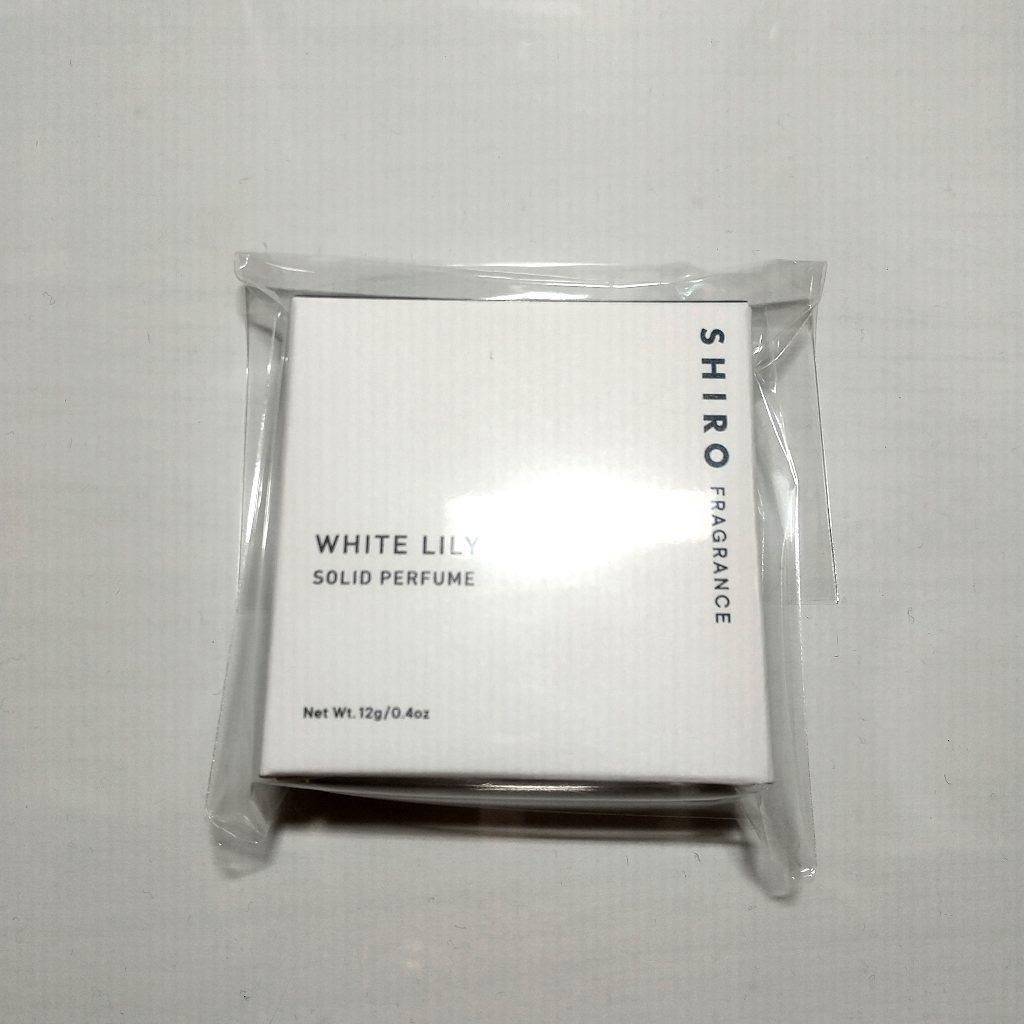 SHIRO FRAGRANCE
WHITE LILY
SOLID PERFUME
Net Wt. 12g/0.4oz